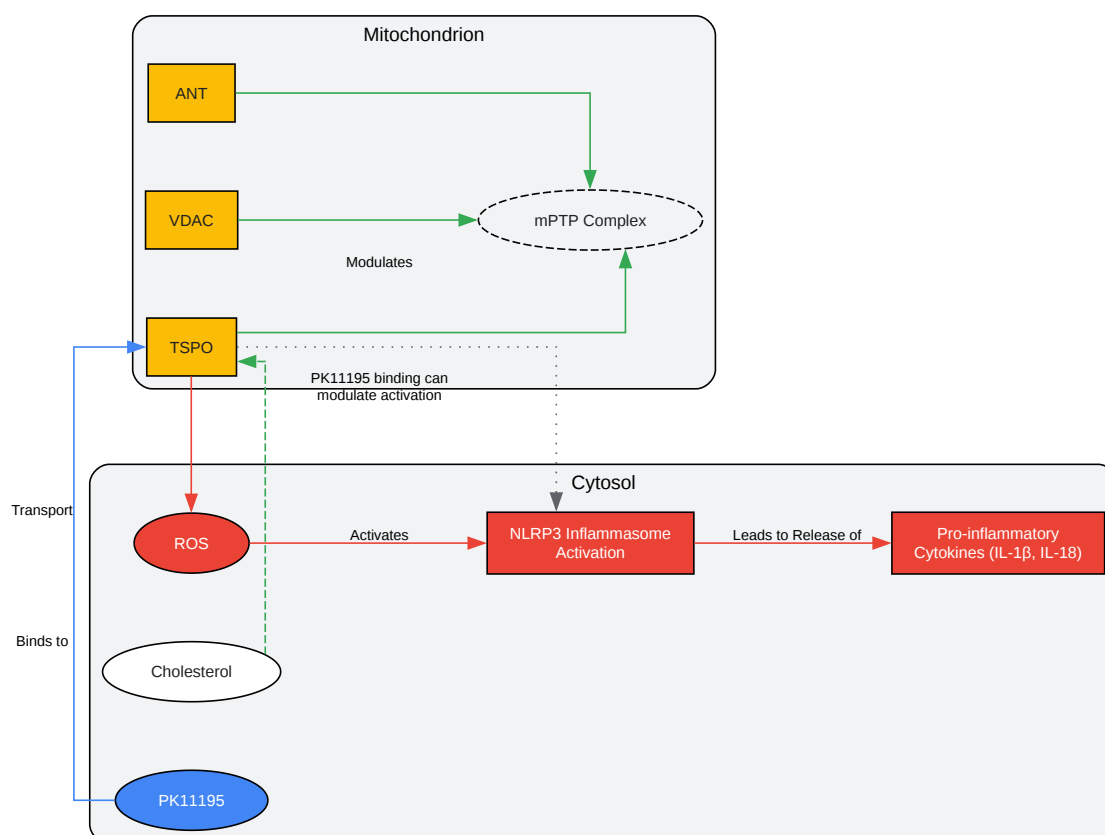 Mitochondrion
ANT
VDAC
mPTP Complex
Modulates
TSPO
PK11195 binding can
modulate activation
Cytosol
Transport
ROS
Activates
NLRP3 Inflammasome
Activation
Leads to Release of
Pro-inflammatory
Cytokines (IL-1β, IL-18)
Binds to
Cholesterol
PK11195